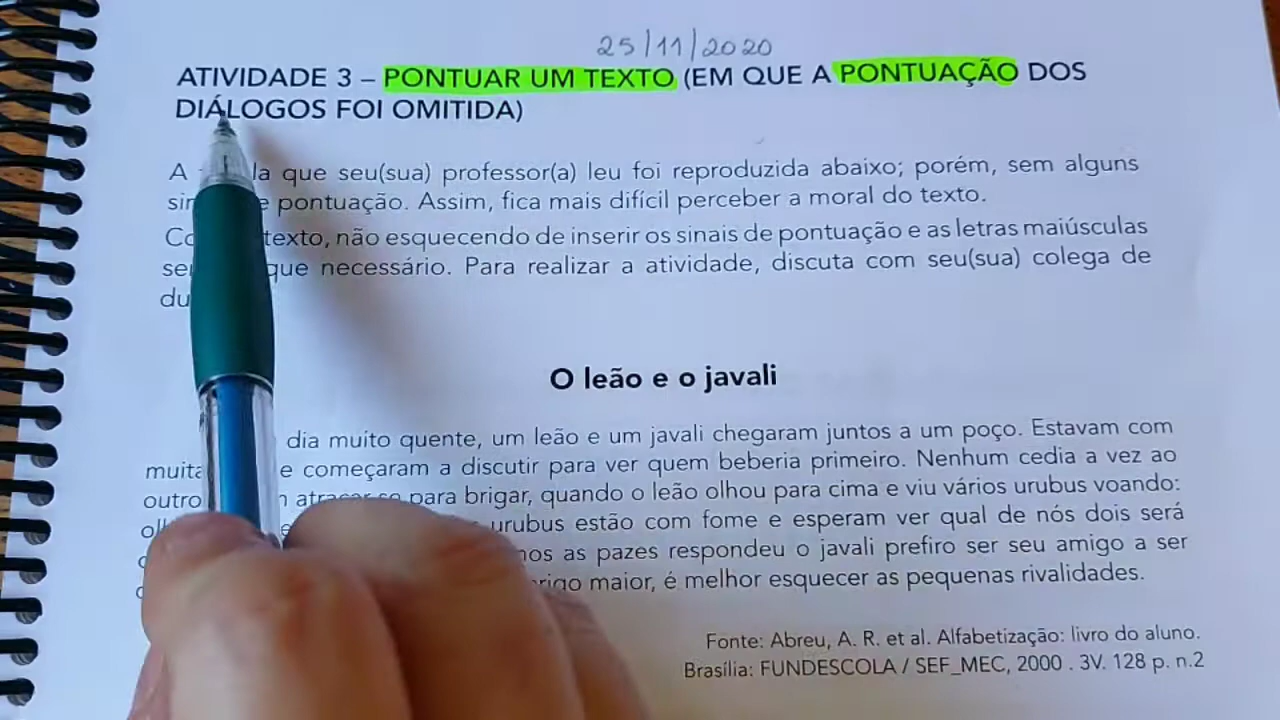 25/11/2020
ATIVIDADE 3 – PONTUAR UM TEXTO (EM QUE A PONTUAÇÃO DOS
DIÁLOGOS FOI OMITIDA)
A que seu(sua) professor(a) leu foi reproduzida abaixo; porém, sem alguns
pontuação. Assim, fica mais difícil perceber a moral do texto.
texto, não esquecendo de inserir os sinais de pontuação e as letras maiúsculas
que necessário. Para realizar a atividade, discuta com seu(sua) colega de
O leão e o javali
dia muito quente, um leão e um javali chegaram juntos a um poço. Estavam com
e começaram a discutir para ver quem beberia primeiro. Nenhum cedia a vez ao
outro para brigar, quando o leão olhou para cima e viu vários urubus voando:
urubus estão com fome e esperam ver qual de nós dois será
as pazes respondeu o javali prefiro ser seu amigo a ser
maior, é melhor esquecer as pequenas rivalidades.
Fonte: Abreu, A. R. et al. Alfabetização: livro do aluno.
Brasília: FUNDESCOLA / SEF_MEC, 2000 . 3V. 128 p. n.2